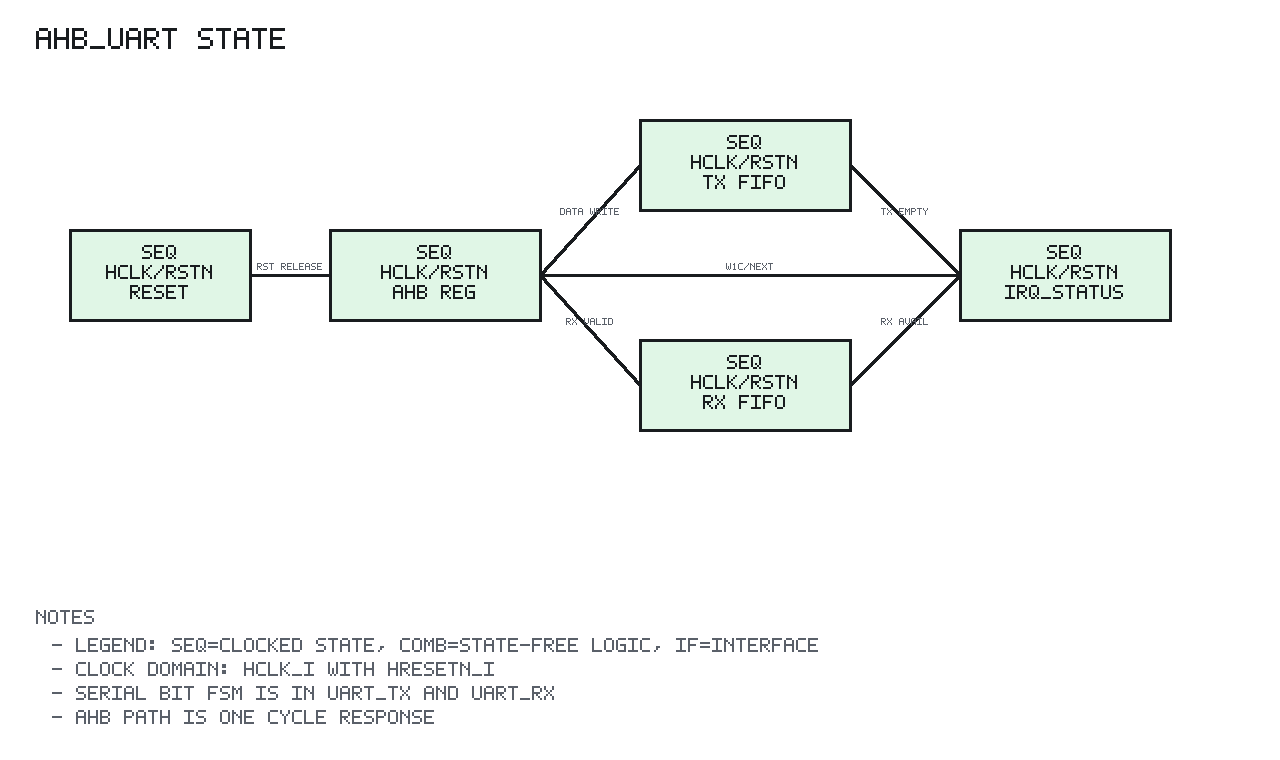 AHB_UART STATE
SEQ
HCLK/RSTN
TX FIFO
DATA WRITE
TX EMPTY
SEQ
HCLK/RSTN
RESET
RST RELEASE
SEQ
HCLK/RSTN
AHB REG
W1C/NEXT
SEQ
HCLK/RSTN
IRQ_STATUS
RX VALID
RX AVAIL
SEQ
HCLK/RSTN
RX FIFO
NOTES
- LEGEND: SEQ=CLOCKED STATE, COMB=STATE-FREE LOGIC, IF=INTERFACE
- CLOCK DOMAIN: HCLK_I WITH HRESETN_I
- SERIAL BIT FSM IS IN UART_TX AND UART_RX
- AHB PATH IS ONE CYCLE RESPONSE